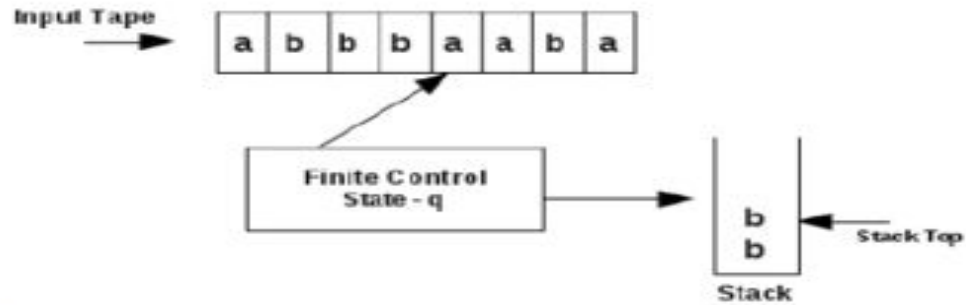 Input Tape
a b b b a a b a
Finite Control
State - q
b
b
Stack Top
Stack